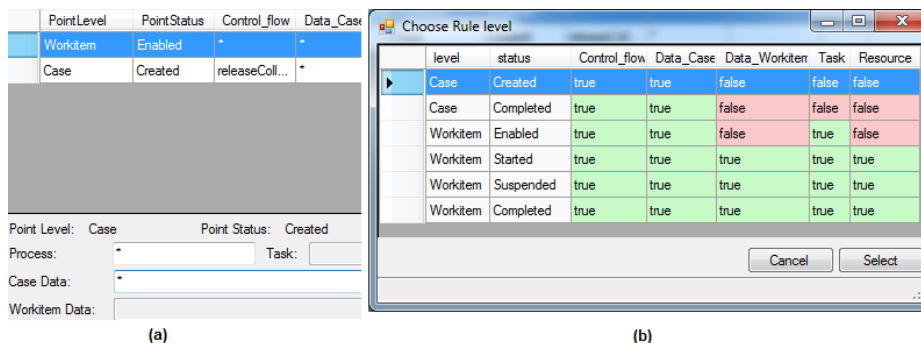 PointLevel PointStatus Control_flow Data_Case
Workitem Enabled * *
Case Created releaseColl... *
Point Level: Case Point Status: Created
Process: * Task:
Case Data: *
Workitem Data:
(a)
Choose Rule level
level status Control_flow Data_Case Data_Workitem Task Resource
Case Created true true false false false
Case Completed true true false false false
Workitem Enabled true true false true false
Workitem Started true true true true true
Workitem Suspended true true true true true
Workitem Completed true true true true true
Cancel Select
(b)